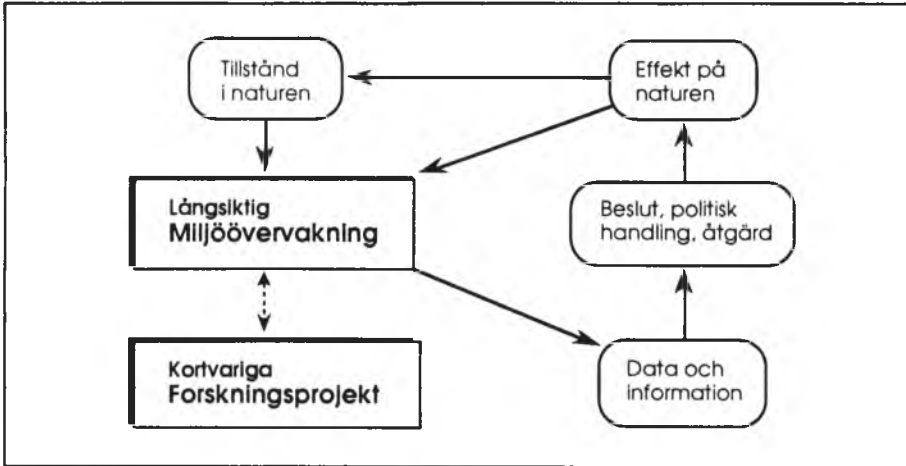 Tillstånd
i naturen
Effekt på
naturen
Långsiktig
Miljöövervakning
Beslut, politisk
handling, åtgärd
Kortvariga
Forskningsprojekt
Data och
information